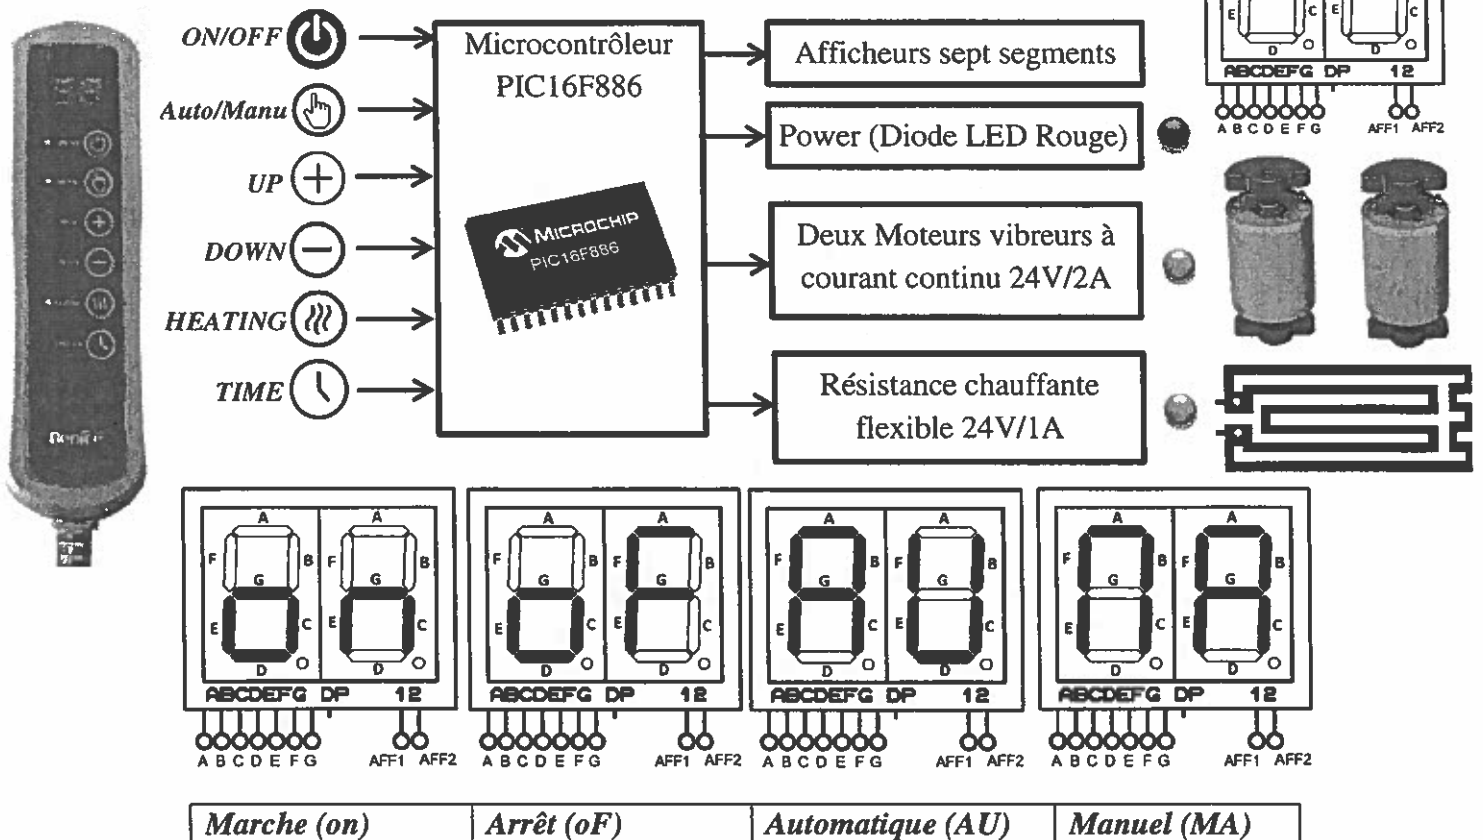 ON/OFF
Auto/Manu
UP
DOWN
HEATING
TIME
Microcontrôleur
PIC16F886
MICROCHIP
PIC16F886
Afficheurs sept segments
Power (Diode LED Rouge)
Deux Moteurs vibreurs à
courant continu 24V/2A
Résistance chauffante
flexible 24V/1A
E C E C
D D
ABCDEFG DP 12
A B C D E F G AFF1 AFF2
A A
F B F B
G G
E C E C
D D
ABCDEFG DP 12
A B C D E F G AFF1 AFF2
A A
F B F B
G G
E C E C
D D
ABCDEFG DP 12
A B C D E F G AFF1 AFF2
A A
F B F B
G G
E C E C
D D
ABCDEFG DP 12
A B C D E F G AFF1 AFF2
A A
F B F B
G G
E C E C
D D
ABCDEFG DP 12
A B C D E F G AFF1 AFF2
Marche (on) Arrêt (oF) Automatique (AU) Manuel (MA)